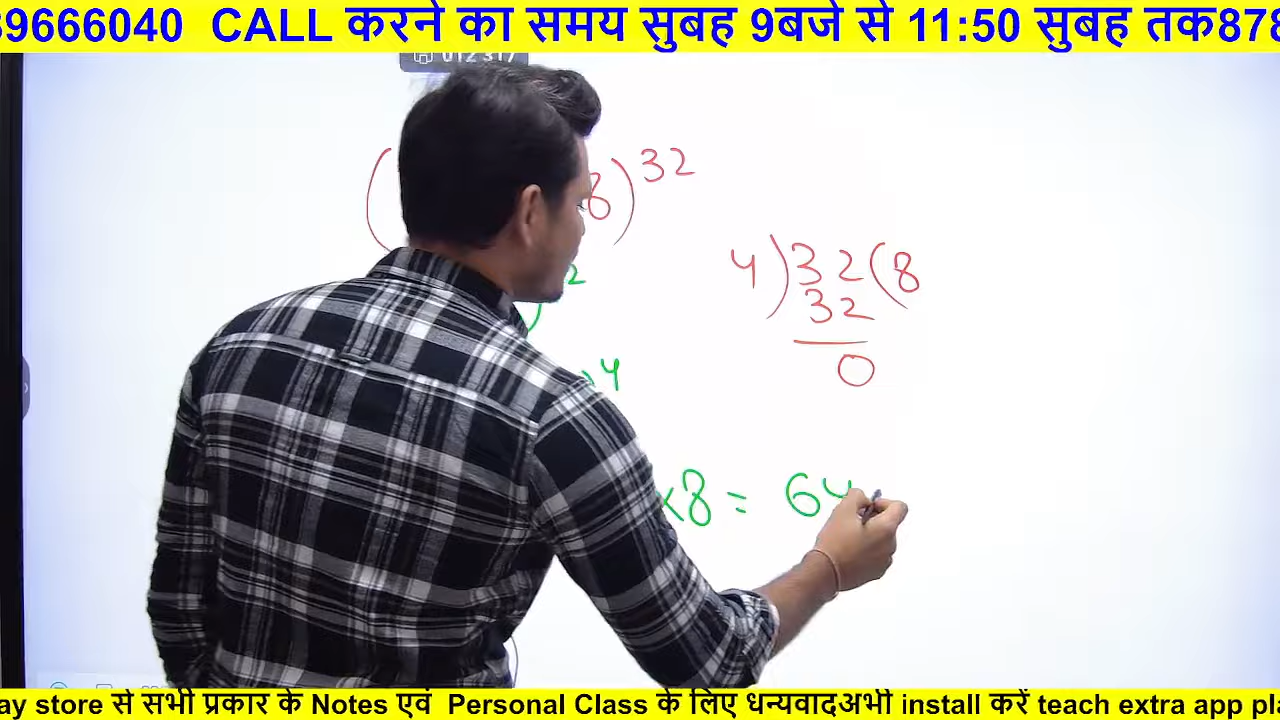 39666040 CALL करने का समय सुबह 9बजे से 11:50 सुबह तक878
( 8)³²
4)32(8
32
0
2
4
×8 = 64
ay store से सभी प्रकार के Notes एवं Personal Class के लिए धन्यवादअभी install करें teach extra app pla